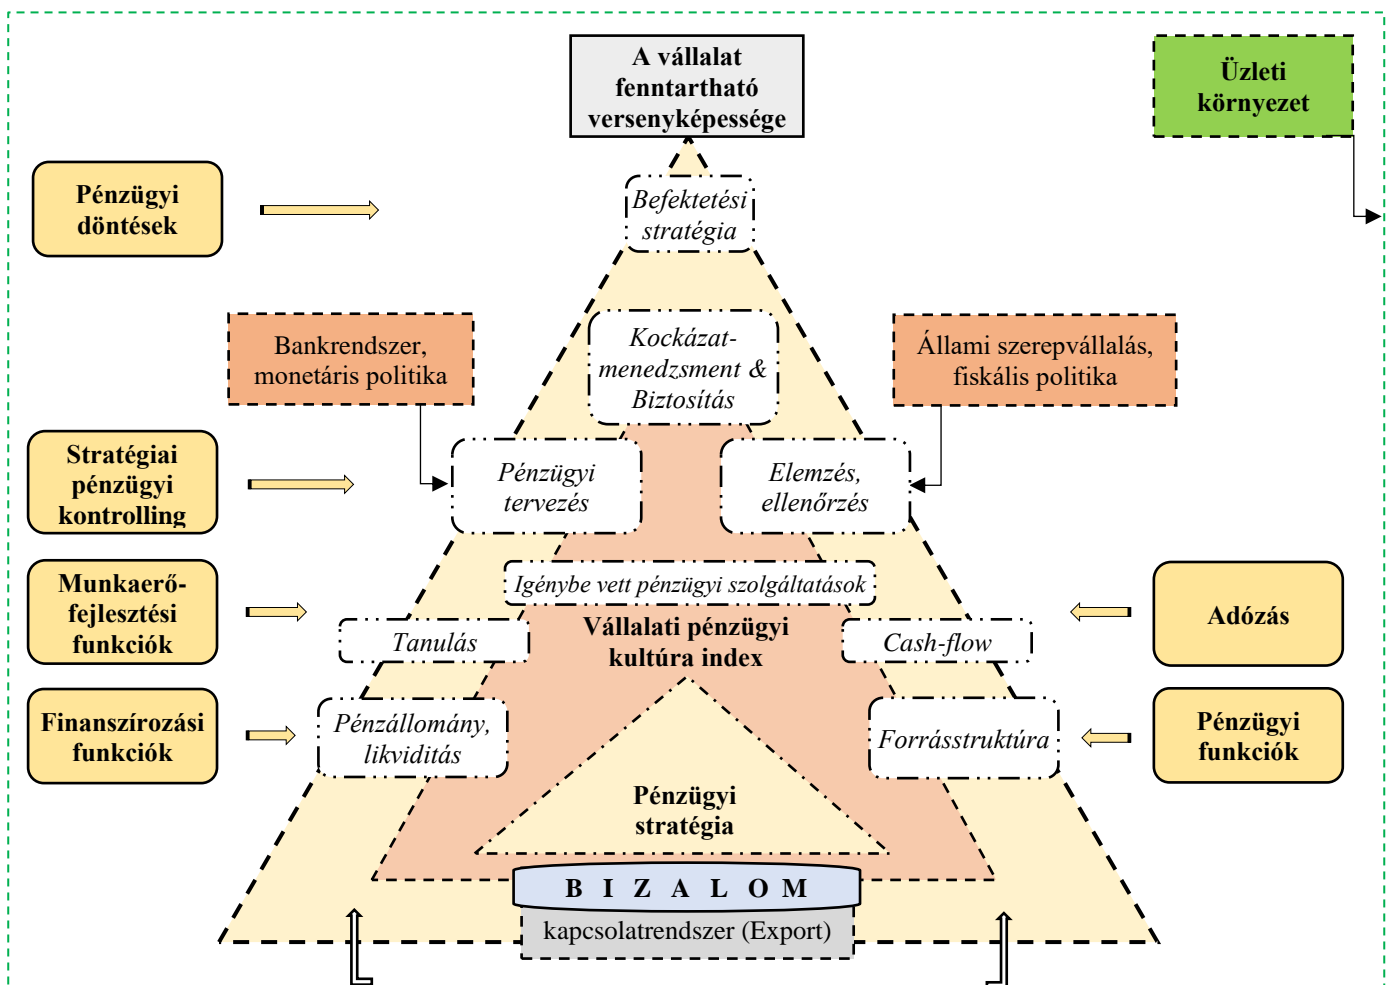 A vállalat
fenntartható
versenyképessége
Üzleti
környezet
Pénzügyi
döntések
Befektetési
stratégia
Bankrendszer,
monetáris politika
Kockázat-
menedzsment &
Biztosítás
Állami szerepvállalás,
fiskális politika
Stratégiai
pénzügyi
kontrolling
Pénzügyi
tervezés
Elemzés,
ellenőrzés
Munkaerő-
fejlesztési
funkciók
Igénybe vett pénzügyi szolgáltatások
Adózás
Tanulás
Vállalati pénzügyi
kultúra index
Cash-flow
Finanszírozási
funkciók
Pénzállomány,
likviditás
Forrásstruktúra
Pénzügyi
funkciók
Pénzügyi
stratégia
B I Z A L O M
kapcsolatrendszer (Export)